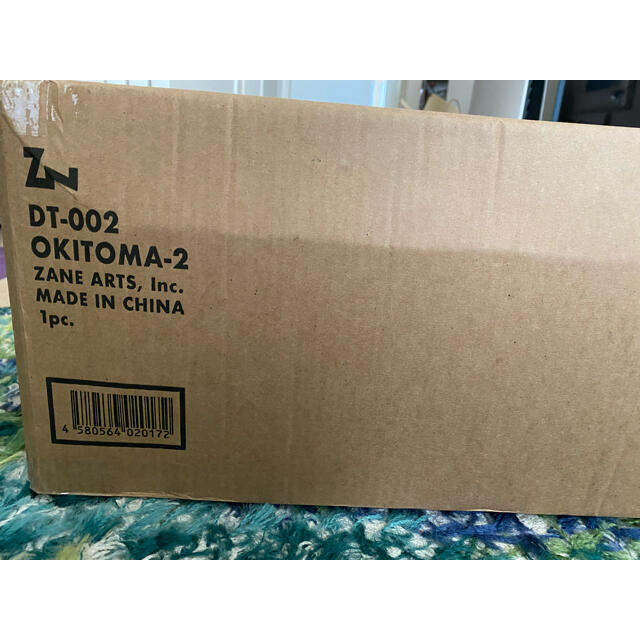 ZN
DT-002
OKITOMA-2
ZANE ARTS, Inc.
MADE IN CHINA
1pc.
4 580564 020172